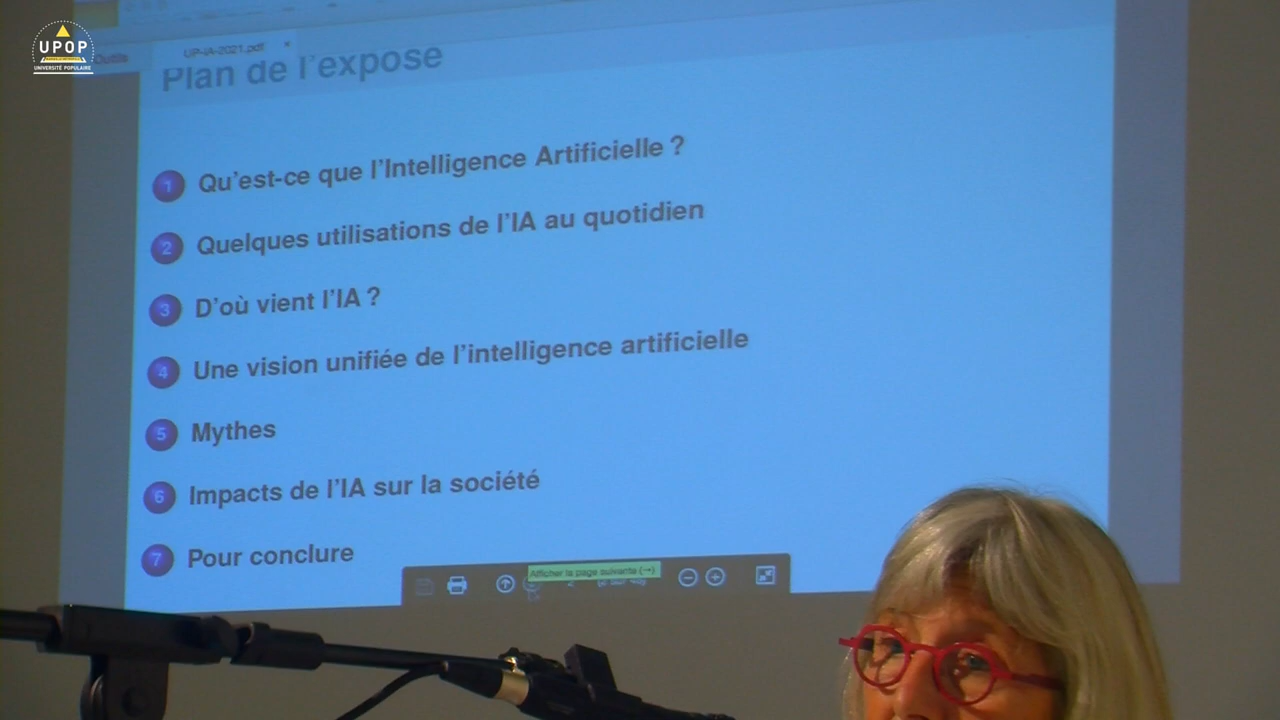 UPOP
UNIVERSITÉ POPULAIRE
Outils
UP-IA-2021.pdf ×
Plan de l'exposé
1 Qu'est-ce que l'Intelligence Artificielle ?
2 Quelques utilisations de l'IA au quotidien
3 D'où vient l'IA ?
4 Une vision unifiée de l'intelligence artificielle
5 Mythes
6 Impacts de l'IA sur la société
7 Pour conclure
Afficher la page suivante (→)